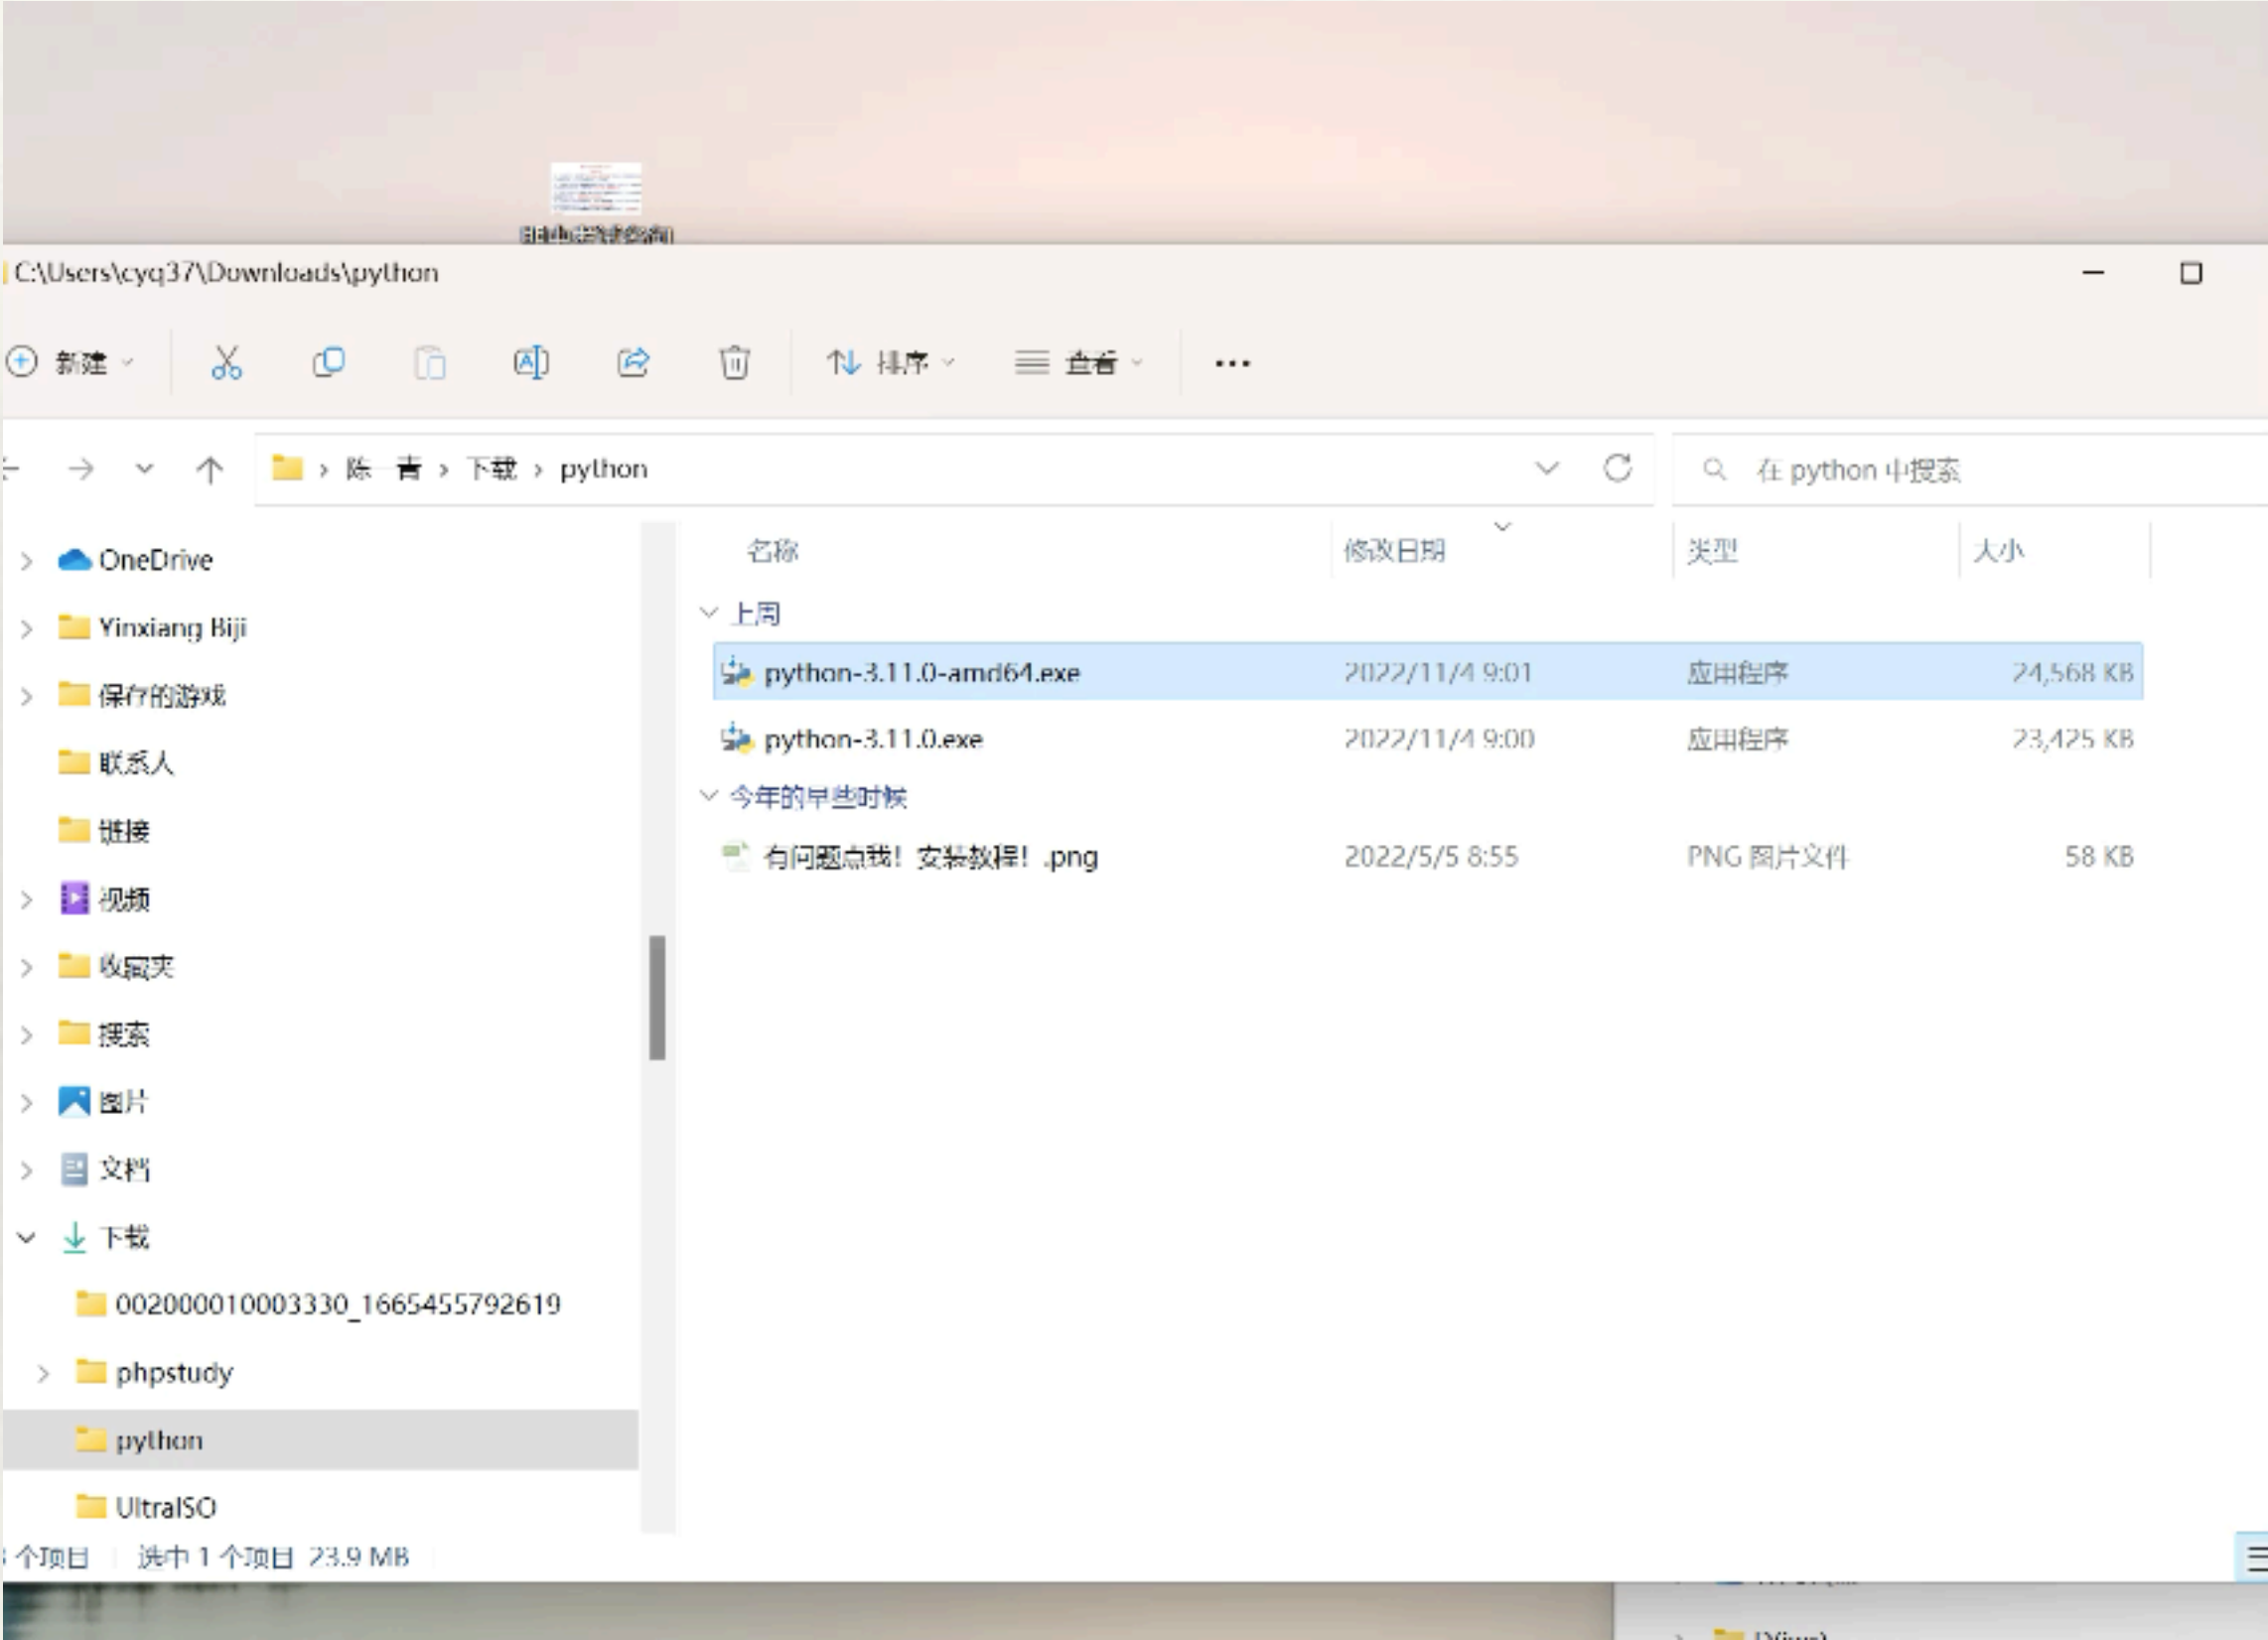 C:\Users\cyq37\Downloads\python
新建 排序 查看
陈 青 下载 python 在 python 中搜索
名称 修改日期 类型 大小
上周
python-3.11.0-amd64.exe 2022/11/4 9:01 应用程序 24,568 KB
python-3.11.0.exe 2022/11/4 9:00 应用程序 23,425 KB
今年的早些时候
有问题点我！安装教程！.png 2022/5/5 8:55 PNG 图片文件 58 KB
OneDrive
Yinxiang Biji
保存的游戏
联系人
链接
视频
收藏夹
搜索
图片
文档
下载
002000010003330_1665455792619
phpstudy
python
UltraISO
个项目 选中 1 个项目 23.9 MB